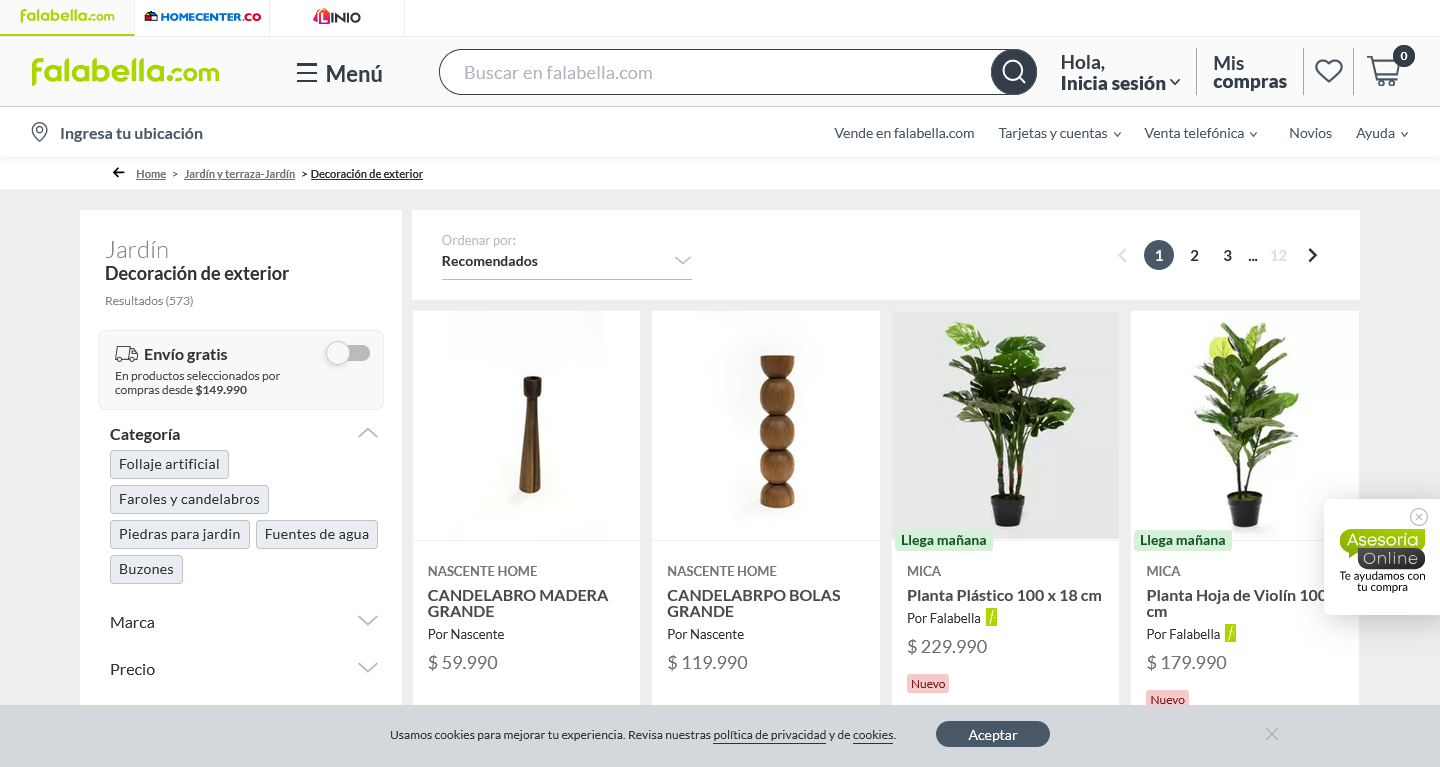 falabella.com
HOMECENTER.CO
LINIO
falabella.com
Menú
Buscar en falabella.com
Hola,
Inicia sesión
Mis
compras
0
Ingresa tu ubicación
Vende en falabella.com
Tarjetas y cuentas
Venta telefónica
Novios
Ayuda
Home > Jardín y terraza-Jardín > Decoración de exterior
Jardín
Decoración de exterior
Resultados (573)
Envío gratis
En productos seleccionados por
compras desde $149.990
Categoría
Follaje artificial
Faroles y candelabros
Piedras para jardin
Fuentes de agua
Buzones
Marca
Precio
Ordenar por:
Recomendados
1 2 3 ... 12
NASCENTE HOME
CANDELABRO MADERA
GRANDE
Por Nascente
$ 59.990
NASCENTE HOME
CANDELABRPO BOLAS
GRANDE
Por Nascente
$ 119.990
Llega mañana
MICA
Planta Plástico 100 x 18 cm
Por Falabella
$ 229.990
Nuevo
Llega mañana
MICA
Planta Hoja de Violín 100
cm
Por Falabella
$ 179.990
Nuevo
Asesoría
Online
Te ayudamos con
tu compra
Usamos cookies para mejorar tu experiencia. Revisa nuestras política de privacidad y de cookies.
Aceptar